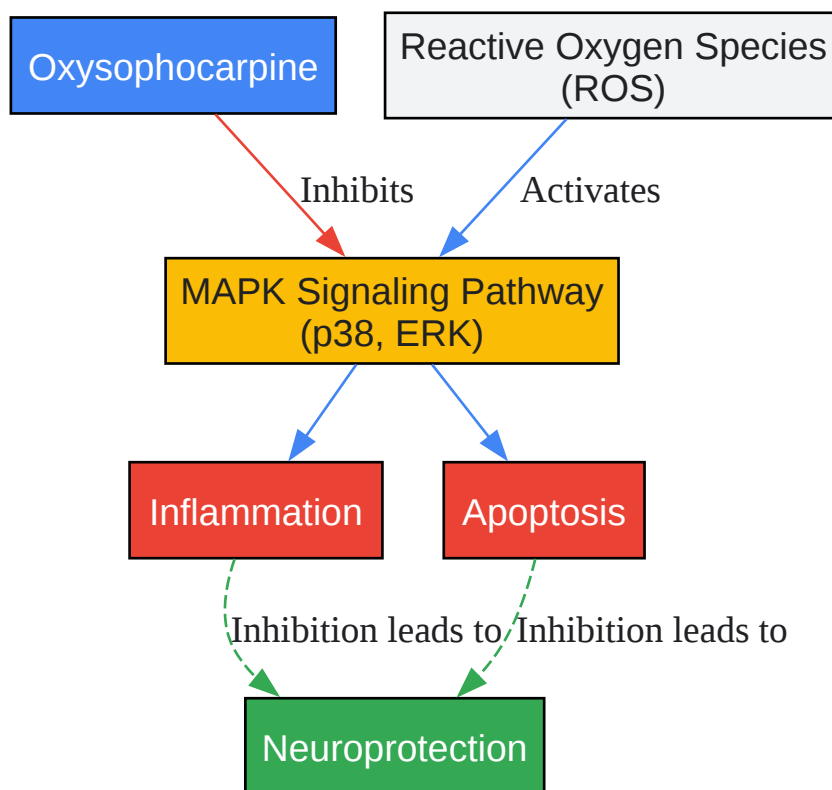 Oxysophocarpine
Reactive Oxygen Species
(ROS)
Inhibits
Activates
MAPK Signaling Pathway
(p38, ERK)
Inflammation
Apoptosis
Inhibition leads to
Inhibition leads to
Neuroprotection